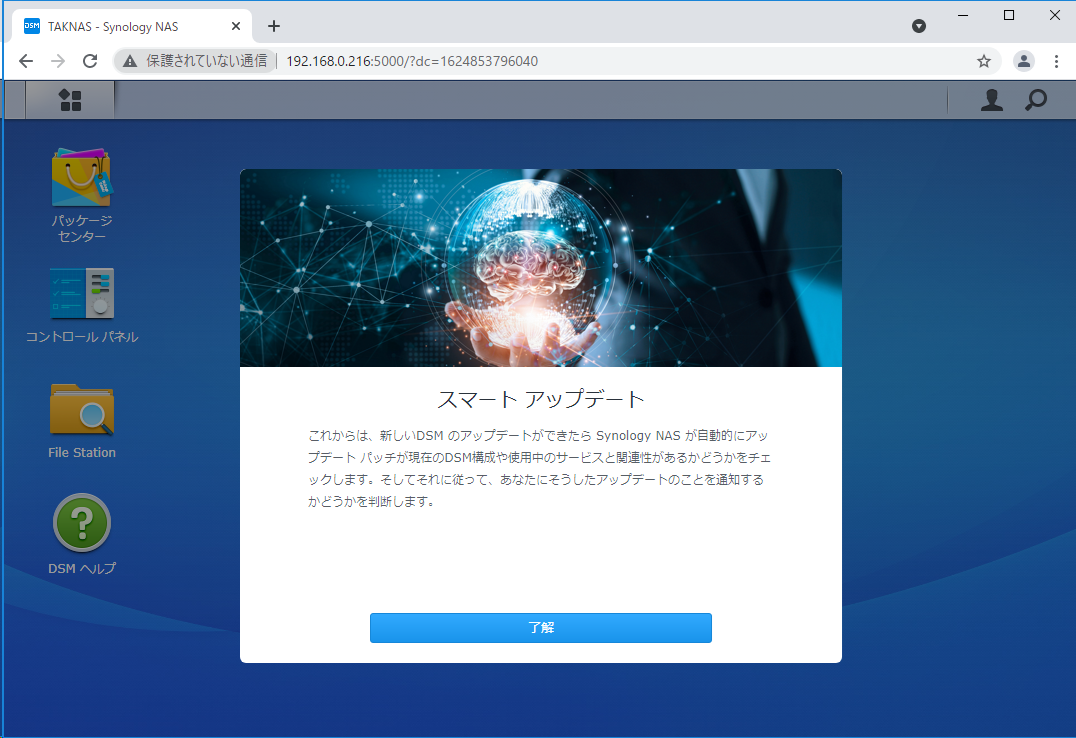 DSM TAKNAS - Synology NAS
保護されていない通信 192.168.0.216:5000/?dc=1624853796040
パッケージ
センター
コントロール パネル
File Station
DSM ヘルプ
スマート アップデート
これからは、新しいDSM のアップデートができたら Synology NAS が自動的にアッ
プデート パッチが現在のDSM構成や使用中のサービスと関連性があるかどうかをチェ
ックします。そしてそれに従って、あなたにそうしたアップデートのことを通知する
かどうかを判断します。
了解